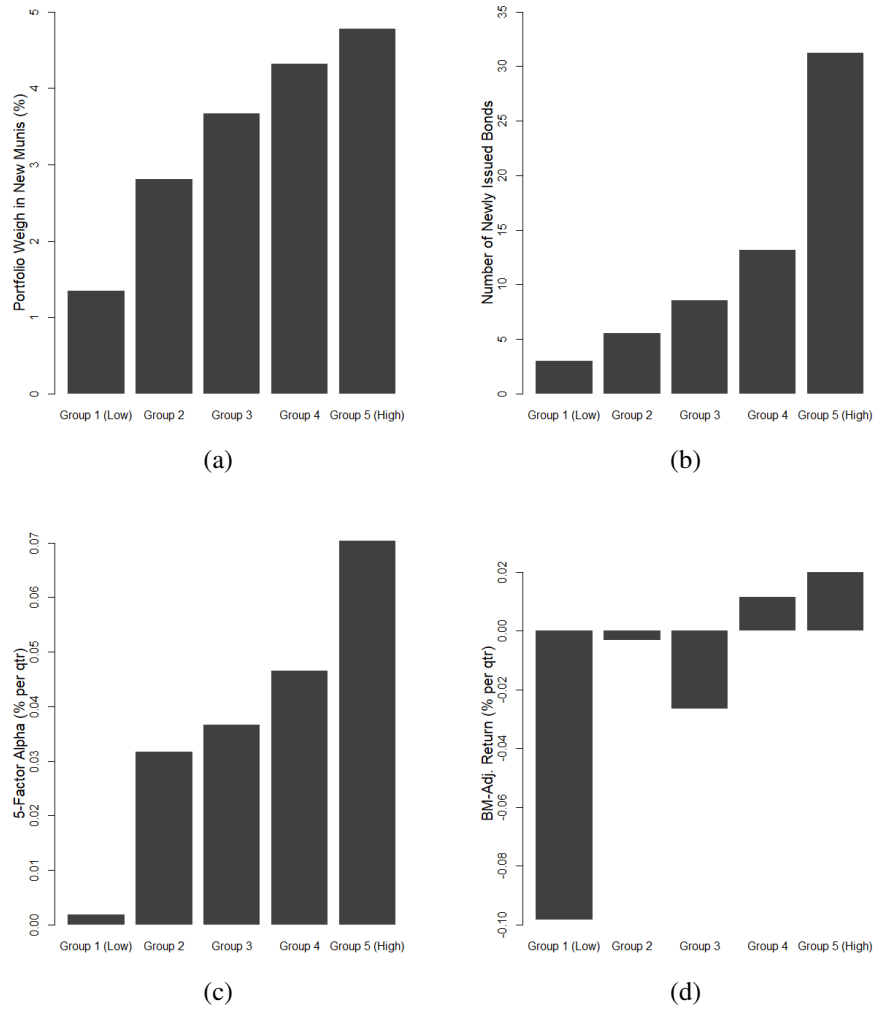 Portfolio Weigh in New Munis (%)
5
4
3
2
1
0
Group 1 (Low) Group 2 Group 3 Group 4 Group 5 (High)
(a)
Number of Newly Issued Bonds
35
30
25
20
15
10
5
0
Group 1 (Low) Group 2 Group 3 Group 4 Group 5 (High)
(b)
5-Factor Alpha (% per qtr)
0.07
0.06
0.05
0.04
0.03
0.02
0.01
0.00
Group 1 (Low) Group 2 Group 3 Group 4 Group 5 (High)
(c)
BM-Adj. Return (% per qtr)
0.02
0.00
-0.02
-0.04
-0.06
-0.08
-0.10
Group 1 (Low) Group 2 Group 3 Group 4 Group 5 (High)
(d)